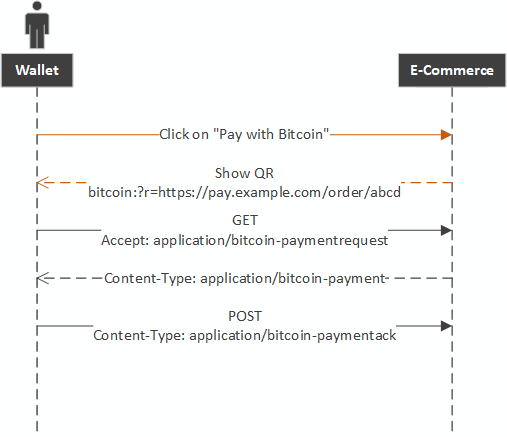 Wallet
E-Commerce
Click on "Pay with Bitcoin"
Show QR
bitcoin:?r=https://pay.example.com/order/abcd
GET
Accept: application/bitcoin-paymentrequest
Content-Type: application/bitcoin-payment
POST
Content-Type: application/bitcoin-paymentack